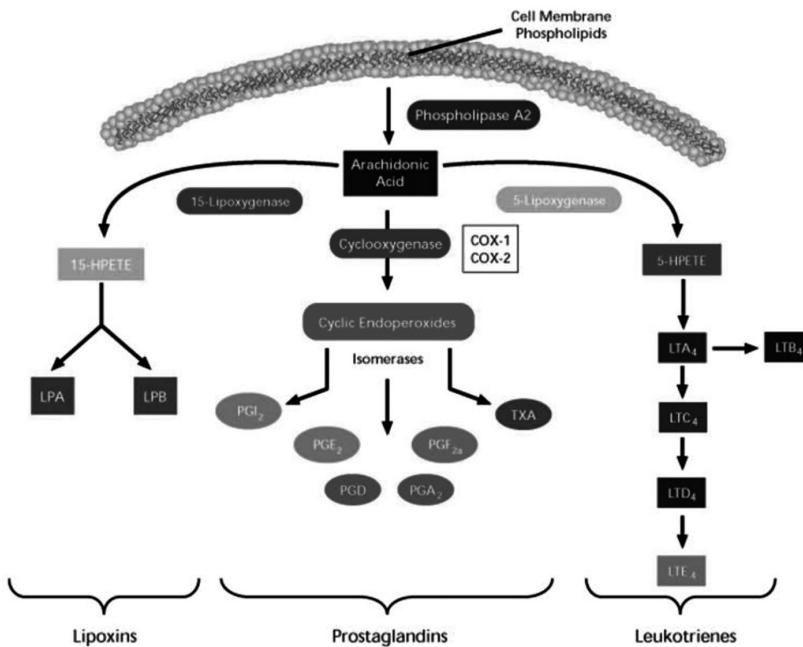 Cell Membrane
Phospholipids
Phospholipase A2
Arachidonic
Acid
15-Lipoxygenase
5-Lipoxygenase
Cyclooxygenase
COX-1
COX-2
15-HPETE
5-HPETE
Cyclic Endoperoxides
Isomerases
LTA4
LTB4
LPA
LPB
PGI2
TXA
LTC4
PGE2
PGF2a
PGD
PGA2
LTD4
LTE4
Lipoxins
Prostaglandins
Leukotrienes